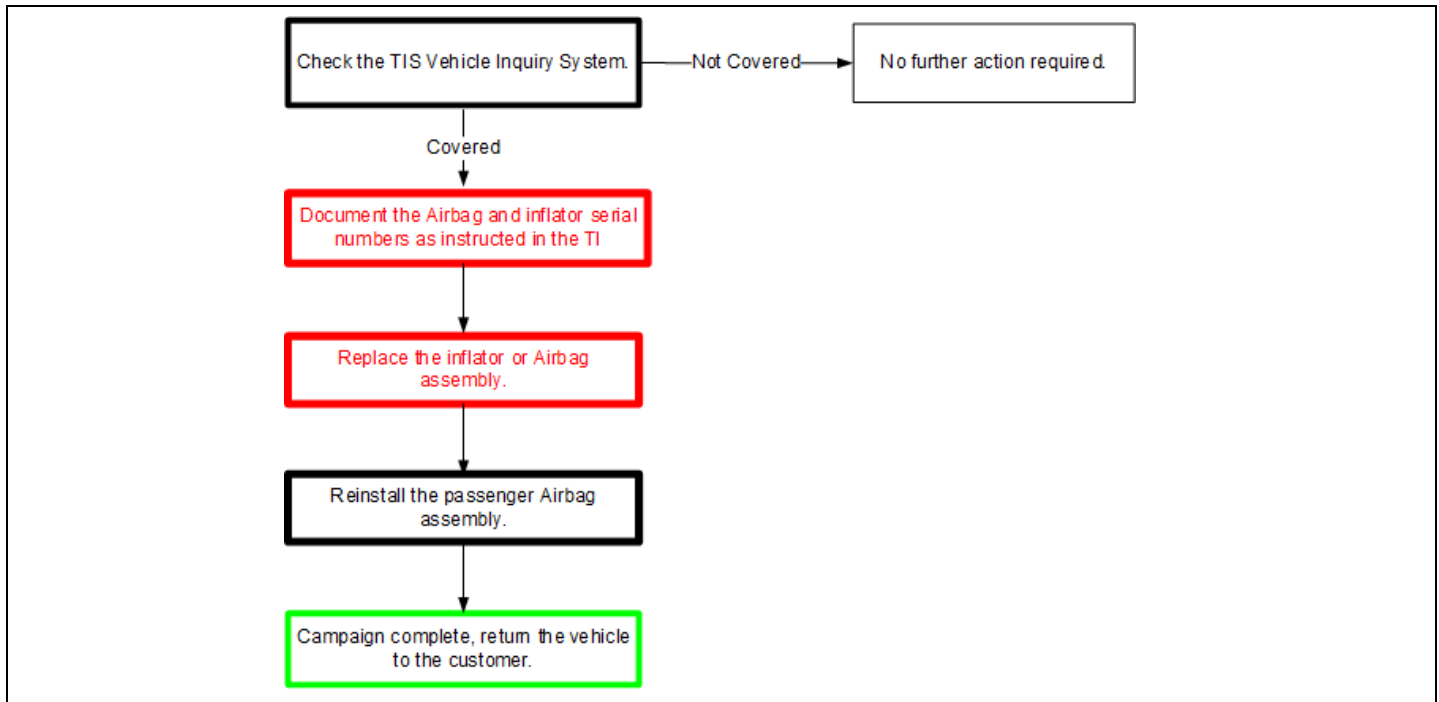 Check the TIS Vehicle Inquiry System.
Not Covered
No further action required.
Covered
Document the Airbag and inflator serial
numbers as instructed in the TI
Replace the inflator or Airbag
assembly.
Reinstall the passenger Airbag
assembly.
Campaign complete, return the vehicle
to the customer.